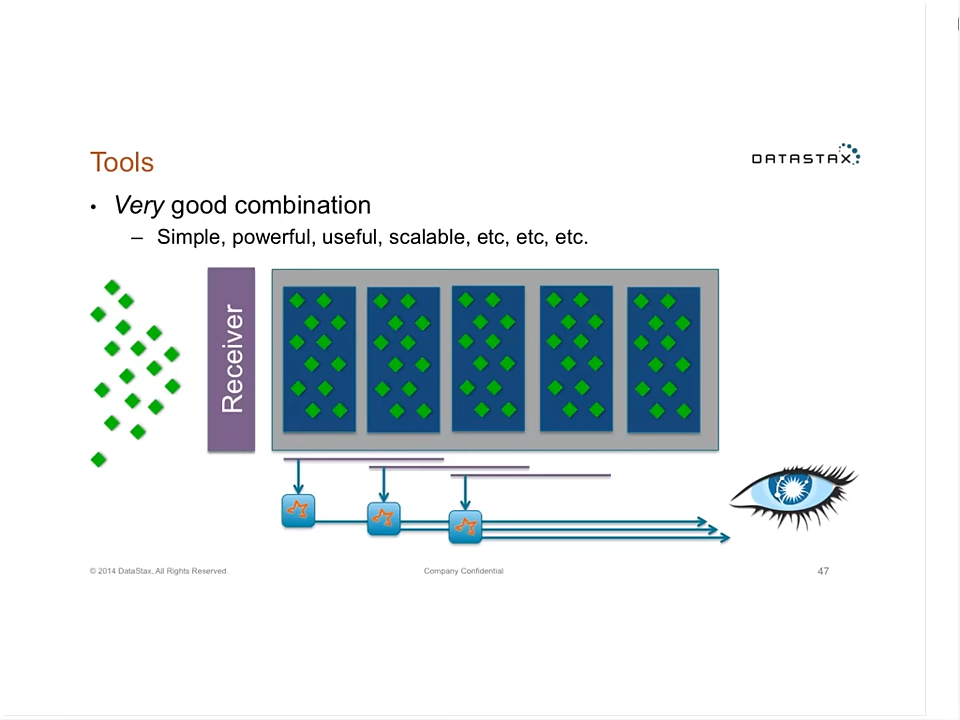 Tools
DATASTAX
• Very good combination
– Simple, powerful, useful, scalable, etc, etc, etc.
Receiver
© 2014 DataStax, All Rights Reserved.
Company Confidential
47